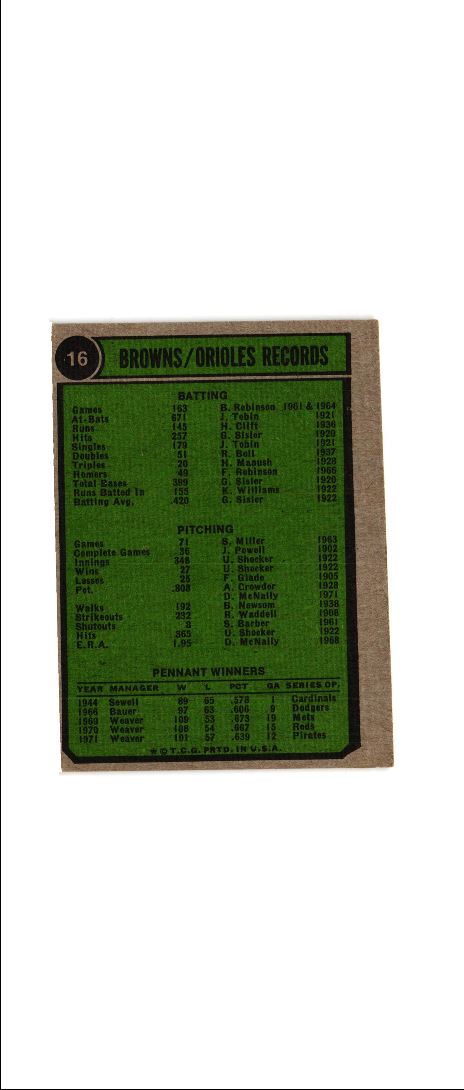 16 BROWNS/ORIOLES RECORDS
BATTING
Games 163 B. Robinson 1961 & 1964
At-Bats 671 J. Tobin 1921
Runs 145 H. Clift 1936
Hits 257 G. Sisler 1920
Singles 179 J. Tobin 1921
Doubles 51 R. Bell 1937
Triples 20 H. Manush 1928
Homers 49 F. Robinson 1966
Total Bases 399 G. Sisler 1920
Runs Batted In 155 K. Williams 1922
Batting Avg. .420 G. Sisler 1922
PITCHING
Games 71 S. Miller 1963
Complete Games 36 J. Powell 1902
Innings 348 U. Shocker 1922
Wins 27 U. Shocker 1922
Losses 25 F. Glade 1905
Pct. .808 A. Crowder 1928
D. McNally 1971
Walks 192 B. Newsom 1938
Strikeouts 232 R. Waddell 1908
Shutouts 8 S. Barber 1961
Hits 365 U. Shocker 1922
E.R.A. 1.95 D. McNally 1968
PENNANT WINNERS
YEAR MANAGER W L PCT GA SERIES OP.
1944 Sewell 89 65 .578 1 Cardinals
1966 Bauer 97 63 .606 9 Dodgers
1969 Weaver 109 53 .673 19 Mets
1970 Weaver 108 54 .667 15 Reds
1971 Weaver 101 57 .639 12 Pirates
★ © T.C.G. PRTD. IN U.S.A.